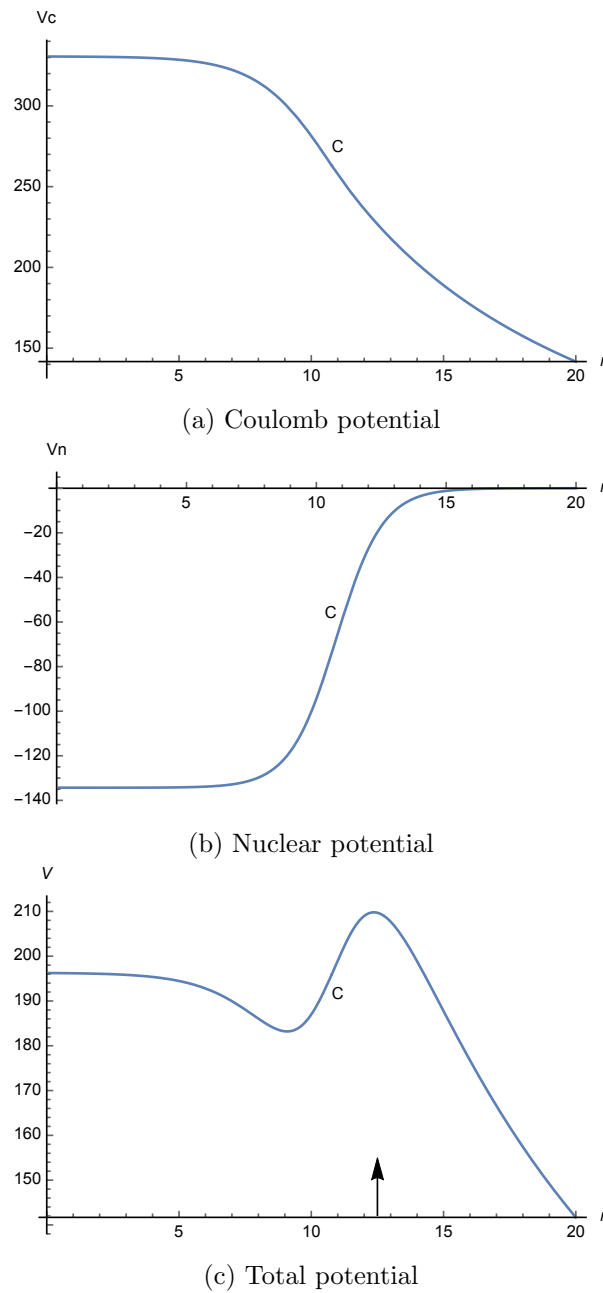 Vc
300
250
200
150
5 10 15 20
r
C
(a) Coulomb potential
Vn
5 10 15 20
r
−20
−40
−60
−80
−100
−120
−140
C
(b) Nuclear potential
V
210
200
190
180
170
160
150
5 10 15 20
r
C
(c) Total potential